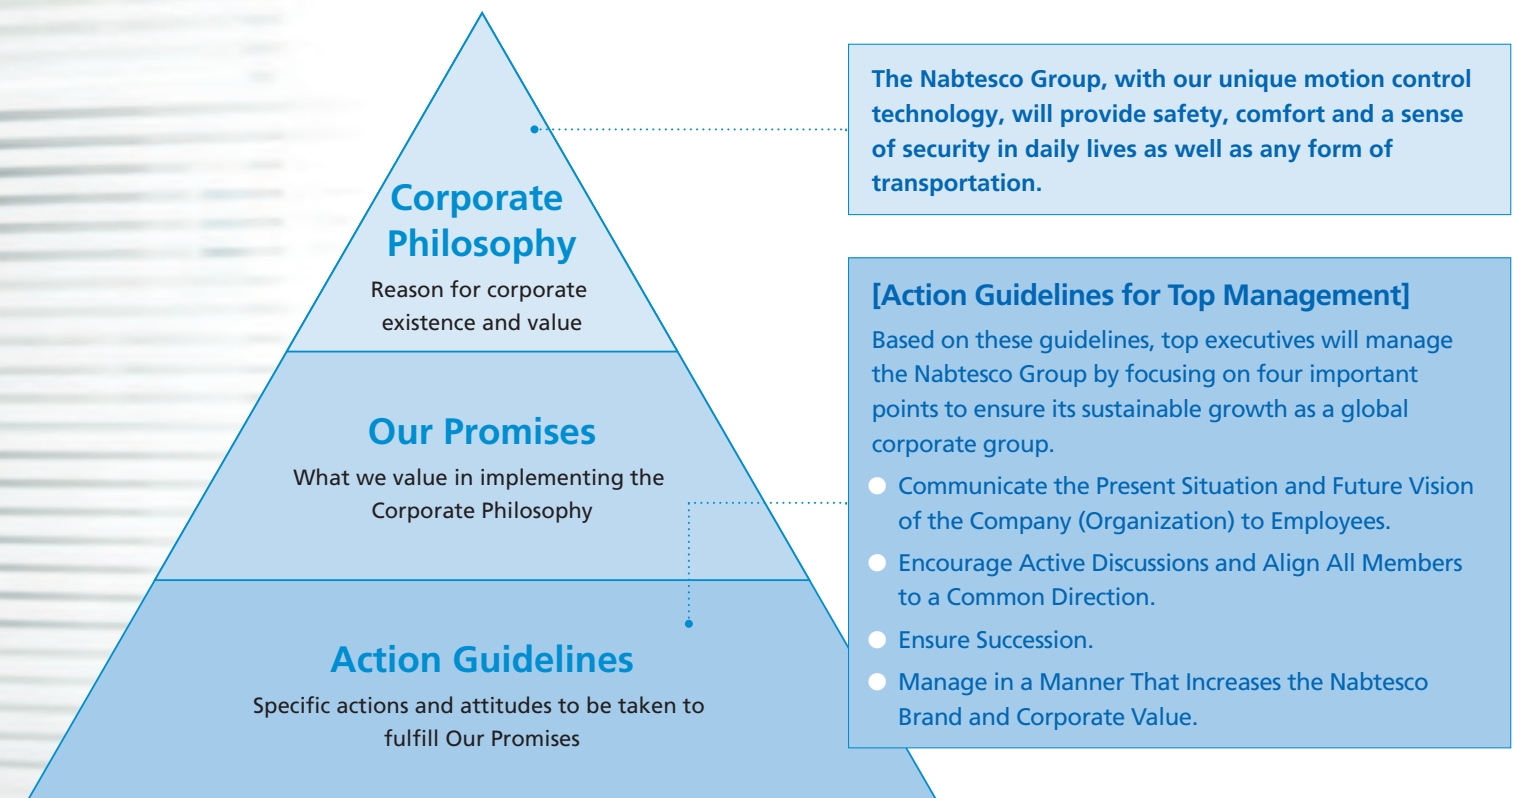 Corporate
Philosophy
Reason for corporate
existence and value
Our Promises
What we value in implementing the
Corporate Philosophy
Action Guidelines
Specific actions and attitudes to be taken to
fulfill Our Promises
The Nabtesco Group, with our unique motion control
technology, will provide safety, comfort and a sense
of security in daily lives as well as any form of
transportation.
[Action Guidelines for Top Management]
Based on these guidelines, top executives will manage
the Nabtesco Group by focusing on four important
points to ensure its sustainable growth as a global
corporate group.
Communicate the Present Situation and Future Vision
of the Company (Organization) to Employees.
Encourage Active Discussions and Align All Members
to a Common Direction.
Ensure Succession.
Manage in a Manner That Increases the Nabtesco
Brand and Corporate Value.